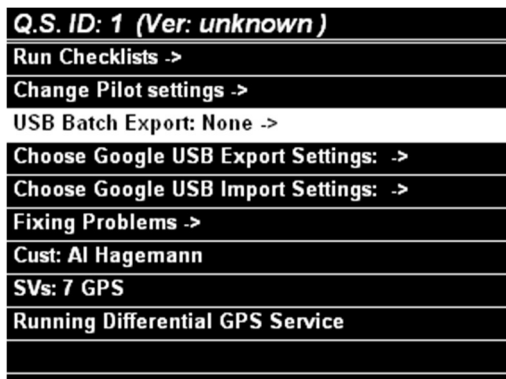 Q.S. ID: 1 (Ver: unknown)
Run Checklists ->
Change Pilot settings ->
USB Batch Export: None ->
Choose Google USB Export Settings: ->
Choose Google USB Import Settings: ->
Fixing Problems ->
Cust: Al Hagemann
SVs: 7 GPS
Running Differential GPS Service